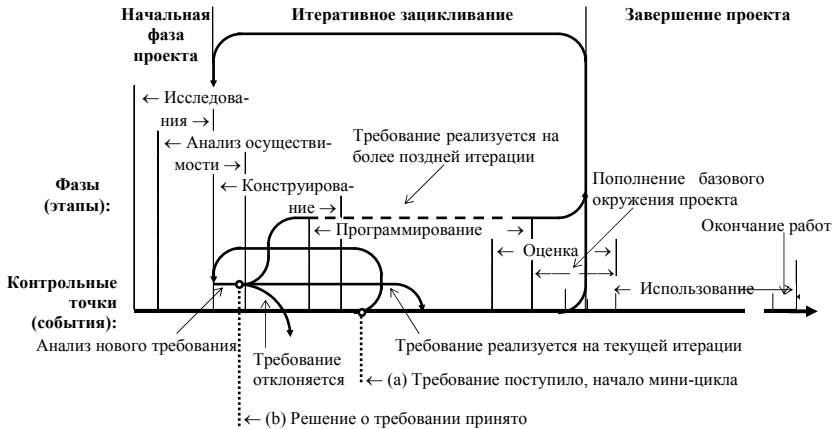 Начальная
фаза
проекта
Итеративное зацикливание
Завершение проекта
← Исследова-
ния →
← Анализ осуществи-
мости →
← Конструирова-
ние →
Требование реализуется на
более поздней итерации
Фазы
(этапы):
Пополнение базового
окружения проекта
← Программирование →
Окончание работ
← Оценка →
← Использование →
Контрольные
точки
(события):
Анализ нового требования
Требование
отклоняется
Требование реализуется на текущей итерации
← (a) Требование поступило, начало мини-цикла
← (b) Решение о требовании принято